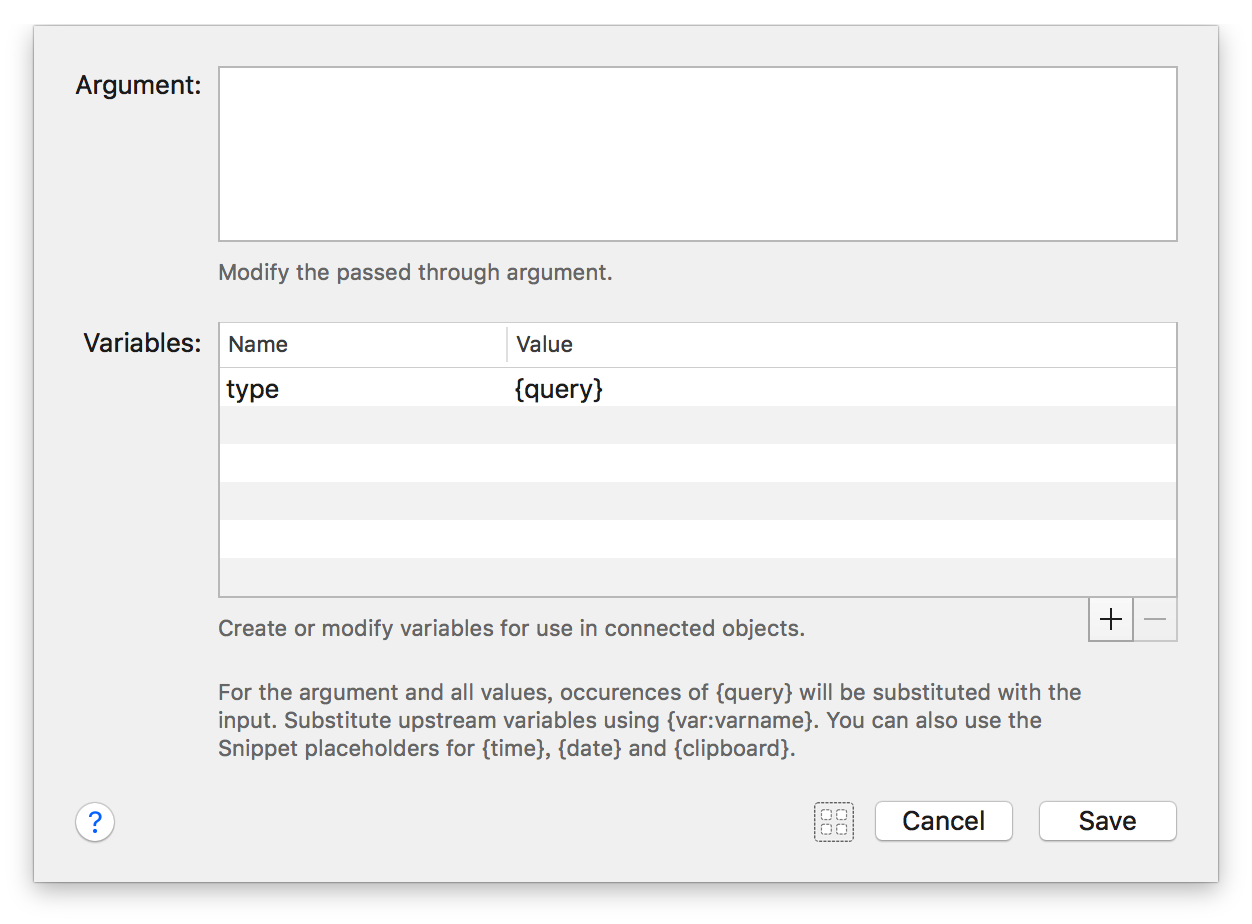 Argument:
Modify the passed through argument.
Variables:
Name Value
type {query}
Create or modify variables for use in connected objects.
For the argument and all values, occurences of {query} will be substituted with the
input. Substitute upstream variables using {var:varname}. You can also use the
Snippet placeholders for {time}, {date} and {clipboard}.
? Cancel Save